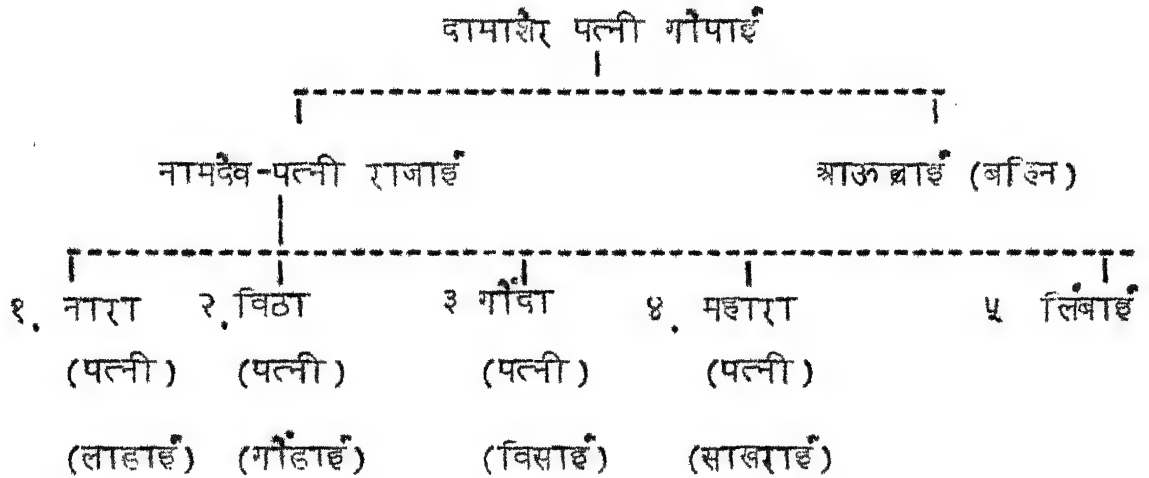 दामाशेर पत्नी गोपाई
नामदेव-पत्नी राजाई आऊबाई (बहिन)
१. नारा २. विठा ३ गोंदा ४. महारा ५ लिंबाई
(पत्नी) (पत्नी) (पत्नी) (पत्नी)
(लाडाई) (गोंडाई) (विसाई) (साखराई)